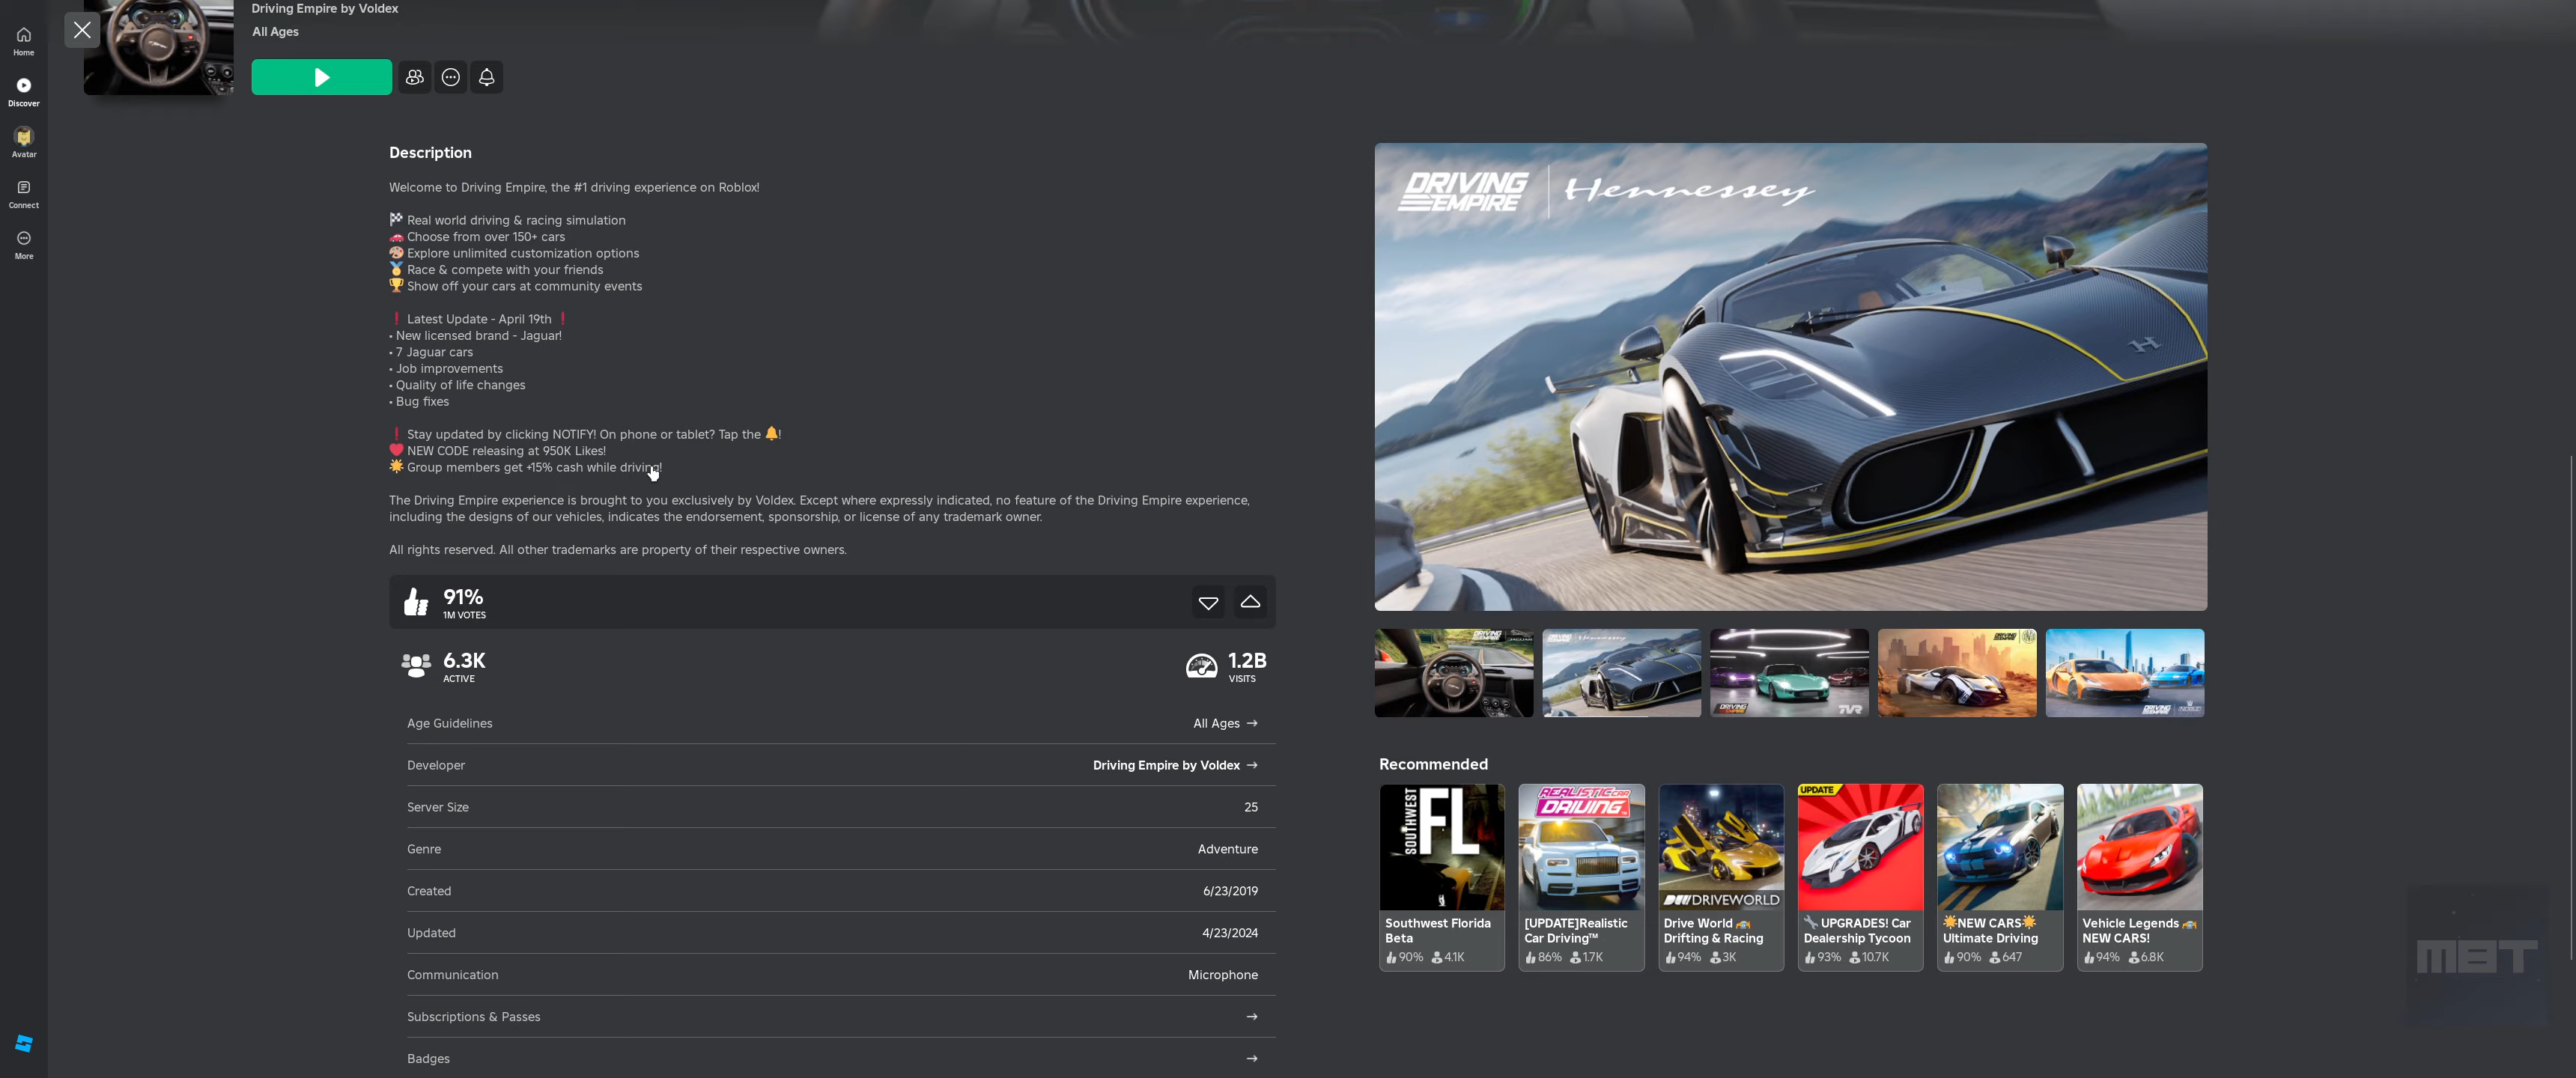 Home
Discover
Avatar
Connect
More
Driving Empire by Voldex
All Ages
Description
Welcome to Driving Empire, the #1 driving experience on Roblox!
🏁 Real world driving & racing simulation
🚗 Choose from over 150+ cars
🎨 Explore unlimited customization options
🏅 Race & compete with your friends
🏆 Show off your cars at community events
❗ Latest Update - April 19th ❗
• New licensed brand - Jaguar!
• 7 Jaguar cars
• Job improvements
• Quality of life changes
• Bug fixes
❗ Stay updated by clicking NOTIFY! On phone or tablet? Tap the 🔔!
❤️ NEW CODE releasing at 950K Likes!
🌟 Group members get +15% cash while driving!
The Driving Empire experience is brought to you exclusively by Voldex. Except where expressly indicated, no feature of the Driving Empire experience,
including the designs of our vehicles, indicates the endorsement, sponsorship, or license of any trademark owner.
All rights reserved. All other trademarks are property of their respective owners.
91%
1M VOTES
6.3K
ACTIVE
1.2B
VISITS
Age Guidelines All Ages →
Developer Driving Empire by Voldex →
Server Size 25
Genre Adventure
Created 6/23/2019
Updated 4/23/2024
Communication Microphone
Subscriptions & Passes →
Badges →
DRIVING EMPIRE | Hennessey
DRIVING EMPIRE
TVR
Recommended
SOUTHWEST FL
Southwest Florida
Beta
90% 4.1K
REALISTIC CAR
DRIVING
[UPDATE]Realistic
Car Driving™
86% 1.7K
DRIVEWORLD
Drive World 🚖
Drifting & Racing
94% 3K
UPDATE
🔧 UPGRADES! Car
Dealership Tycoon
93% 10.7K
🌟NEW CARS🌟
Ultimate Driving
90% 647
Vehicle Legends 🚖
NEW CARS!
94% 6.8K
MBT